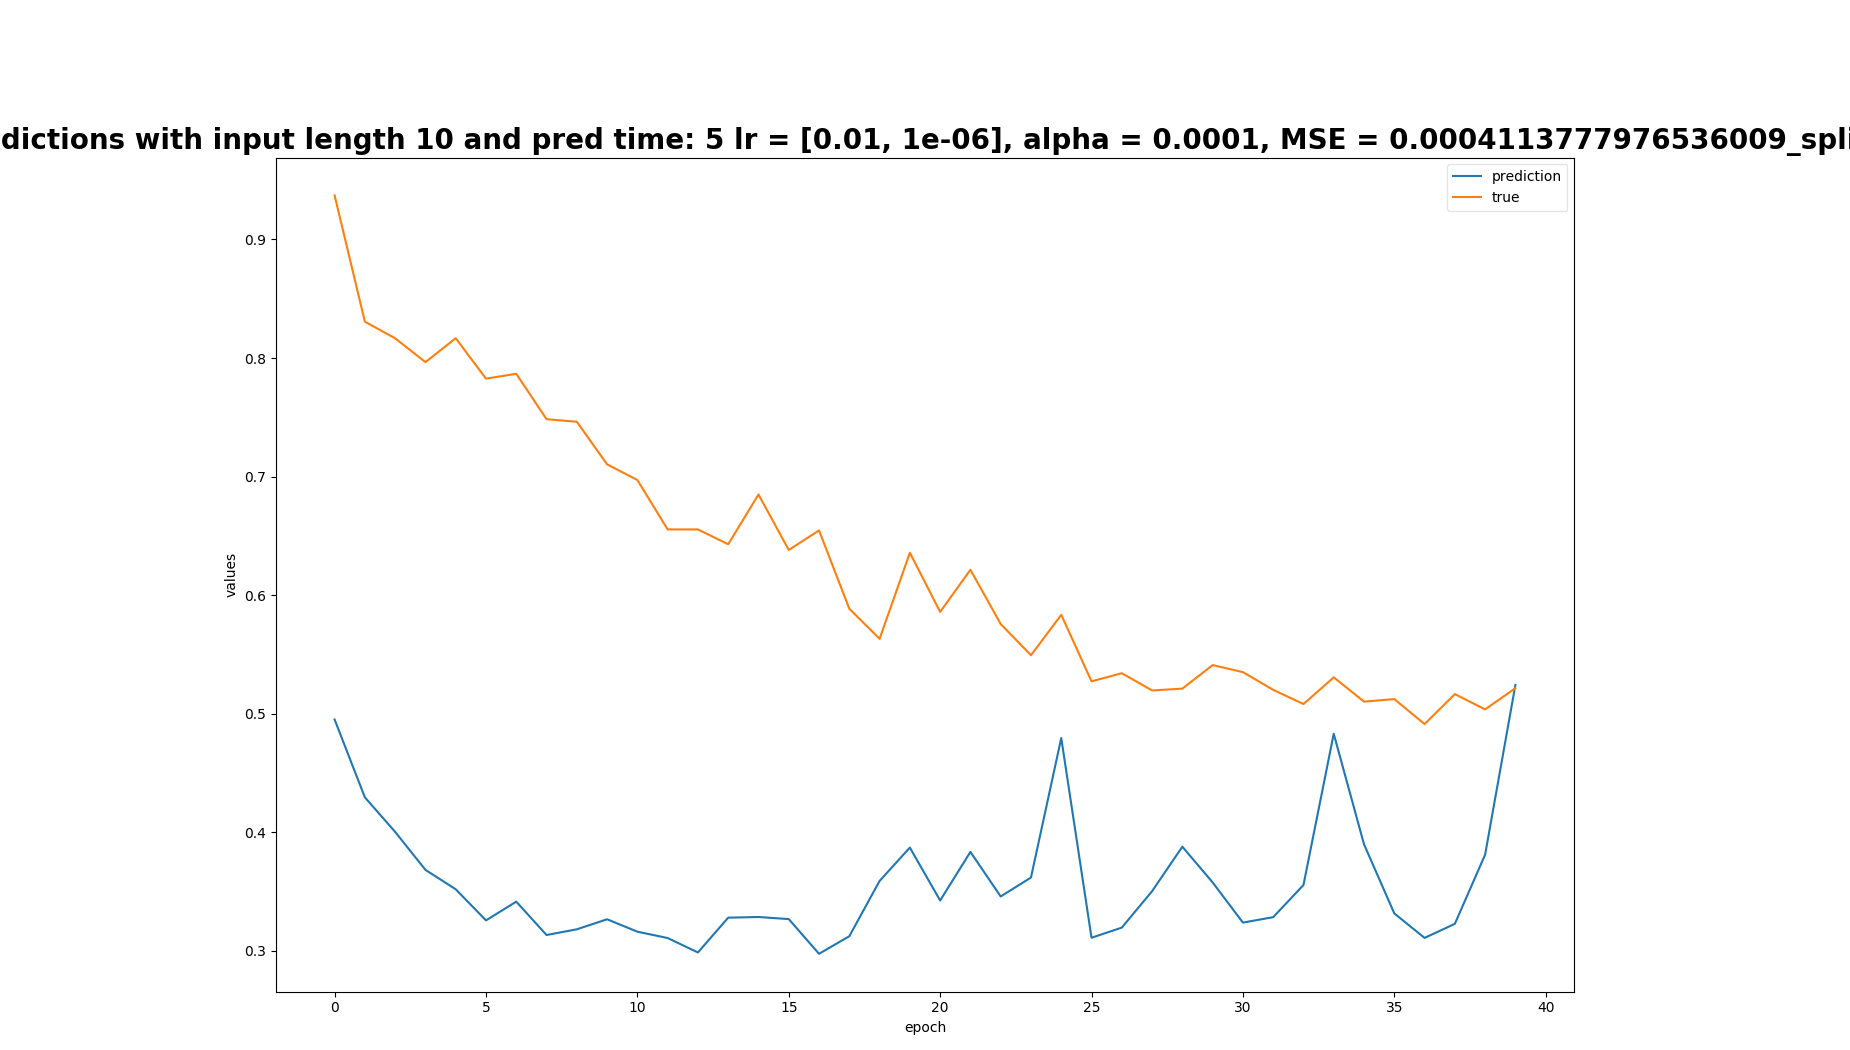 dictions with input length 10 and pred time: 5 lr = [0.01, 1e-06], alpha = 0.0001, MSE = 0.0004113777976536009_spli
prediction
true
0.9
0.8
0.7
0.6
0.5
0.4
0.3
values
0 5 10 15 20 25 30 35 40
epoch